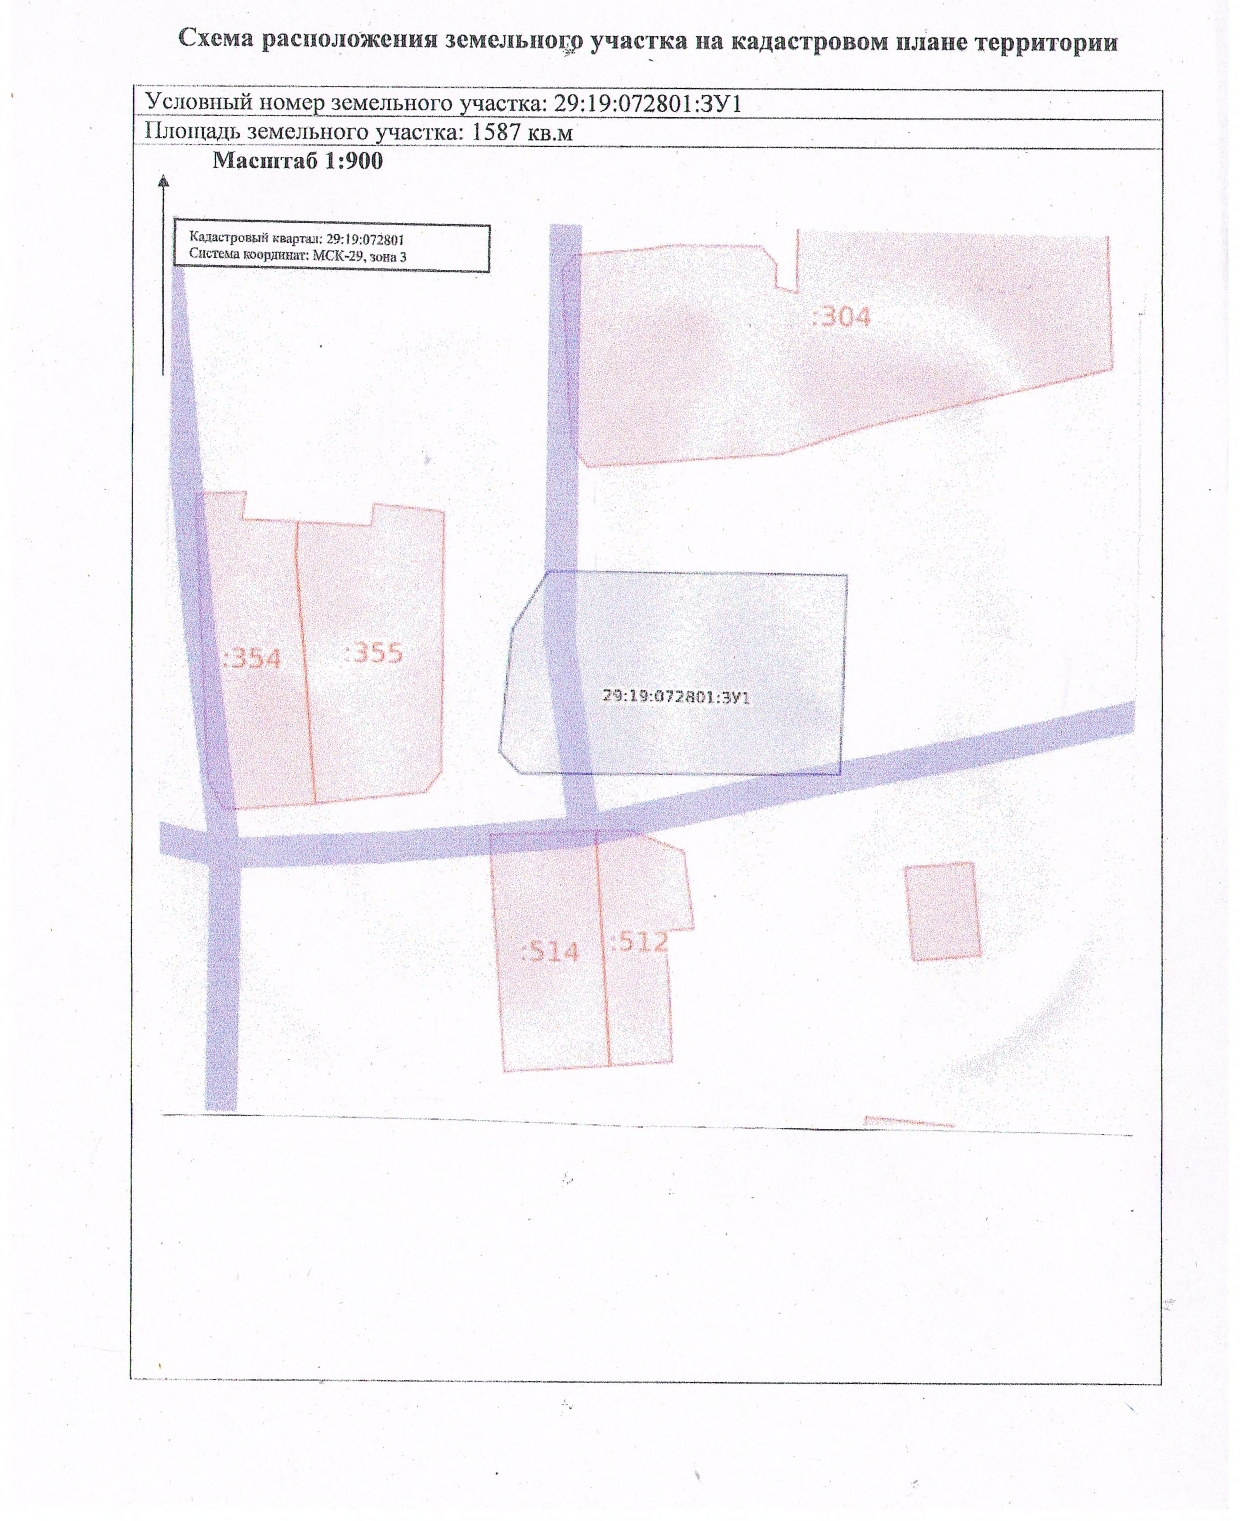 Схема расположения земельного участка на кадастровом плане территории
Условный номер земельного участка: 29:19:072801:ЗУ1
Площадь земельного участка: 1587 кв.м
Масштаб 1:900
Кадастровый квартал: 29:19:072801
Система координат: МСК-29, зона 3
:304
:354
:355
29:19:072801:ЗУ1
:514
:512